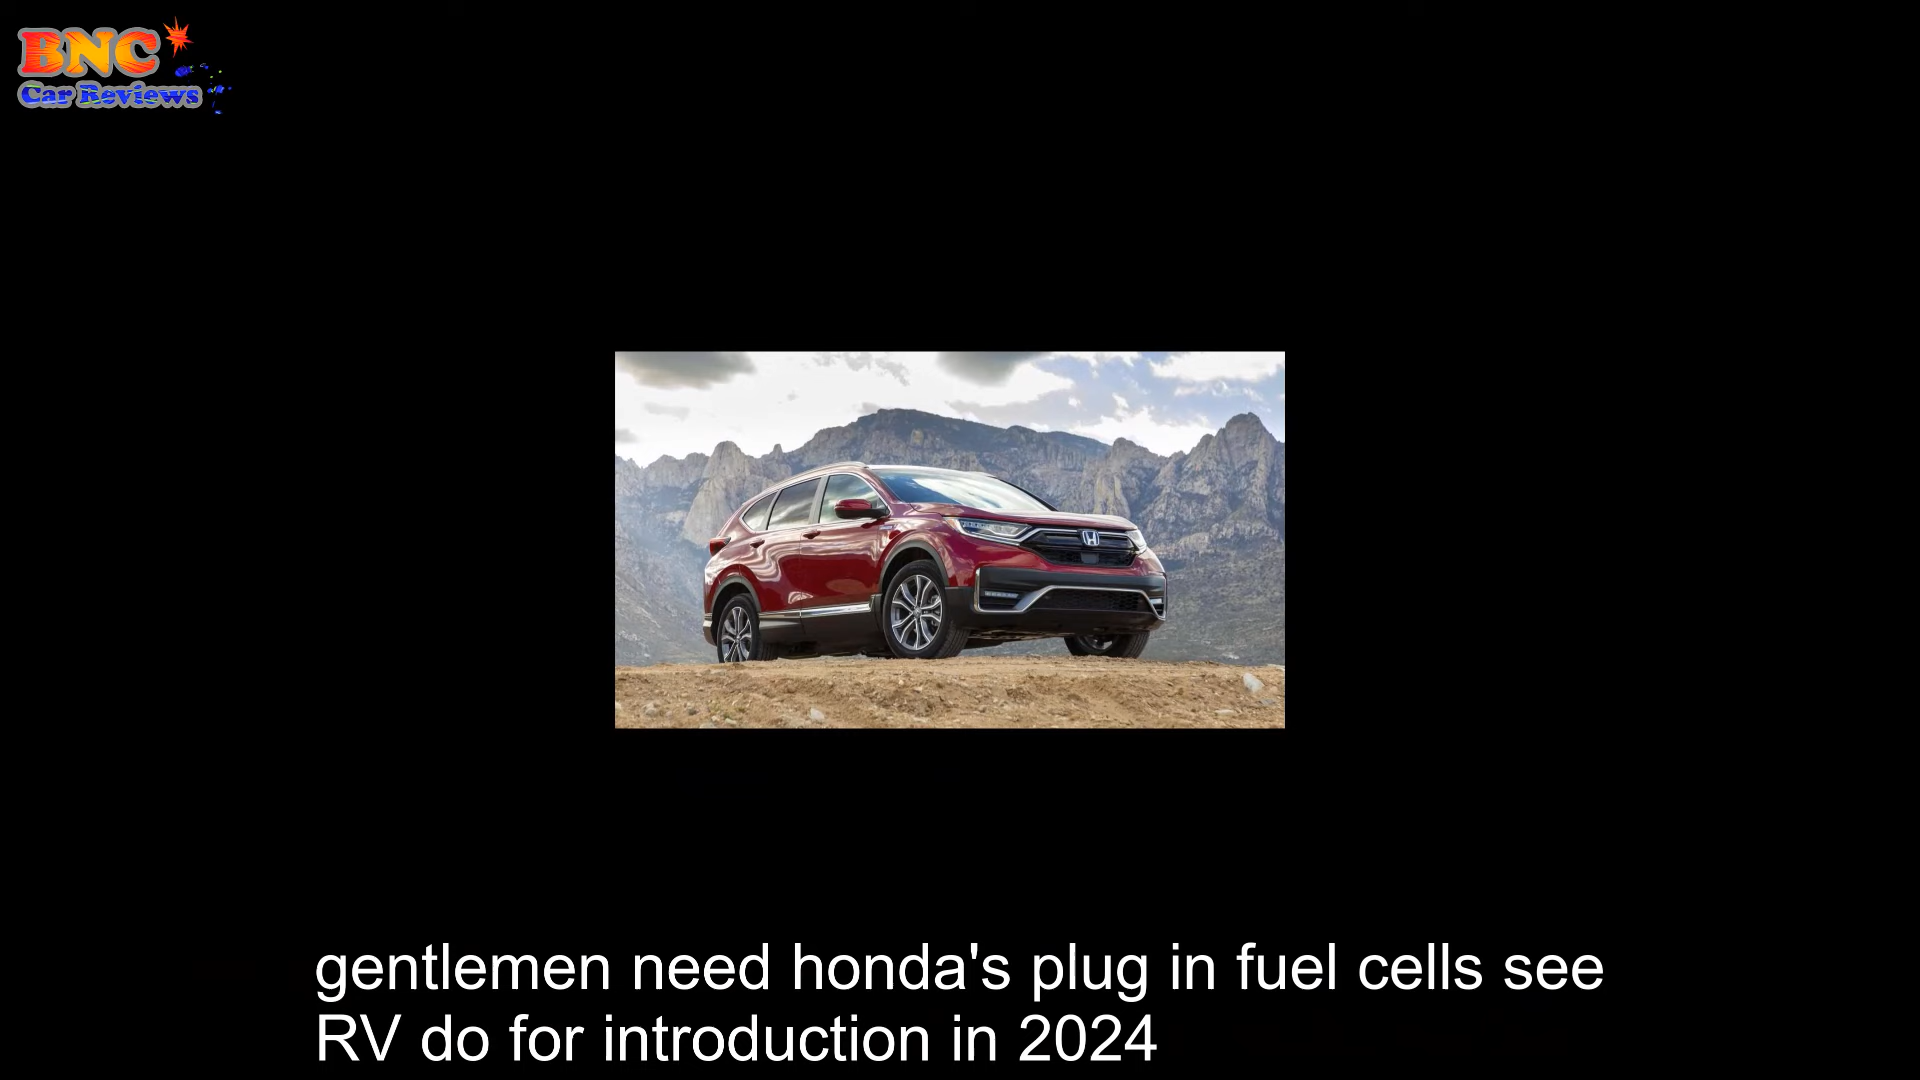 BNC
Car Reviews
gentlemen need honda's plug in fuel cells see
RV do for introduction in 2024